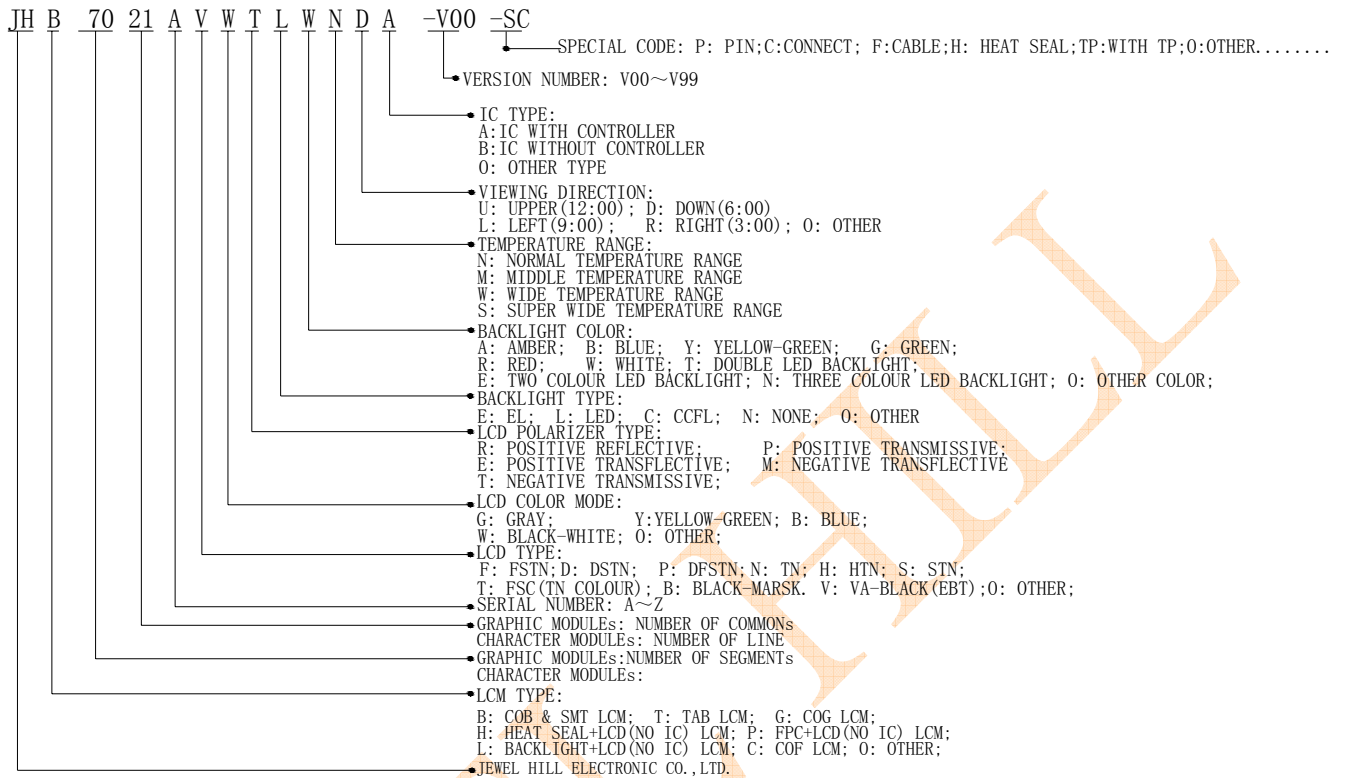 JH B 70 21 A V W T L W N D A -V00 -SC
SPECIAL CODE: P: PIN;C:CONNECT; F:CABLE;H: HEAT SEAL;TP:WITH TP;O:OTHER........
VERSION NUMBER: V00～V99
IC TYPE:
A:IC WITH CONTROLLER
B:IC WITHOUT CONTROLLER
O: OTHER TYPE
VIEWING DIRECTION:
U: UPPER(12:00); D: DOWN(6:00)
L: LEFT(9:00); R: RIGHT(3:00); O: OTHER
TEMPERATURE RANGE:
N: NORMAL TEMPERATURE RANGE
M: MIDDLE TEMPERATURE RANGE
W: WIDE TEMPERATURE RANGE
S: SUPER WIDE TEMPERATURE RANGE
BACKLIGHT COLOR:
A: AMBER; B: BLUE; Y: YELLOW-GREEN; G: GREEN;
R: RED; W: WHITE; T: DOUBLE LED BACKLIGHT;
E: TWO COLOUR LED BACKLIGHT; N: THREE COLOUR LED BACKLIGHT; O: OTHER COLOR;
BACKLIGHT TYPE:
E: EL; L: LED; C: CCFL; N: NONE; O: OTHER
LCD POLARIZER TYPE:
R: POSITIVE REFLECTIVE; P: POSITIVE TRANSMISSIVE;
E: POSITIVE TRANSFLECTIVE; M: NEGATIVE TRANSFLECTIVE
T: NEGATIVE TRANSMISSIVE;
LCD COLOR MODE:
G: GRAY; Y:YELLOW-GREEN; B: BLUE;
W: BLACK-WHITE; O: OTHER;
LCD TYPE:
F: FSTN;D: DSTN; P: DFSTN;N: TN; H: HTN; S: STN;
T: FSC(TN COLOUR); B: BLACK-MARSK. V: VA-BLACK(EBT);O: OTHER;
SERIAL NUMBER: A～Z
GRAPHIC MODULEs: NUMBER OF COMMONs
CHARACTER MODULEs: NUMBER OF LINE
GRAPHIC MODULEs:NUMBER OF SEGMENTs
CHARACTER MODULEs:
LCM TYPE:
B: COB & SMT LCM; T: TAB LCM; G: COG LCM;
H: HEAT SEAL+LCD(NO IC) LCM; P: FPC+LCD(NO IC) LCM;
L: BACKLIGHT+LCD(NO IC) LCM; C: COF LCM; O: OTHER;
JEWEL HILL ELECTRONIC CO.,LTD.
HILL